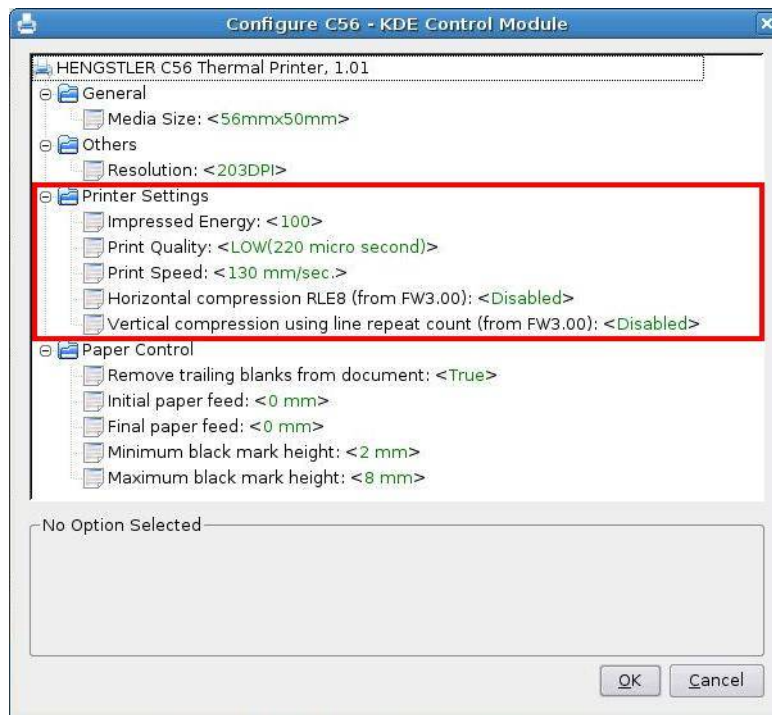 Configure C56 - KDE Control Module
HENGSTLER C56 Thermal Printer, 1.01
General
Media Size: <56mmx50mm>
Others
Resolution: <203DPI>
Printer Settings
Impressed Energy: <100>
Print Quality: <LOW(220 micro second)>
Print Speed: <130 mm/sec.>
Horizontal compression RLE8 (from FW3.00): <Disabled>
Vertical compression using line repeat count (from FW3.00): <Disabled>
Paper Control
Remove trailing blanks from document: <True>
Initial paper feed: <0 mm>
Final paper feed: <0 mm>
Minimum black mark height: <2 mm>
Maximum black mark height: <8 mm>
No Option Selected
OK Cancel